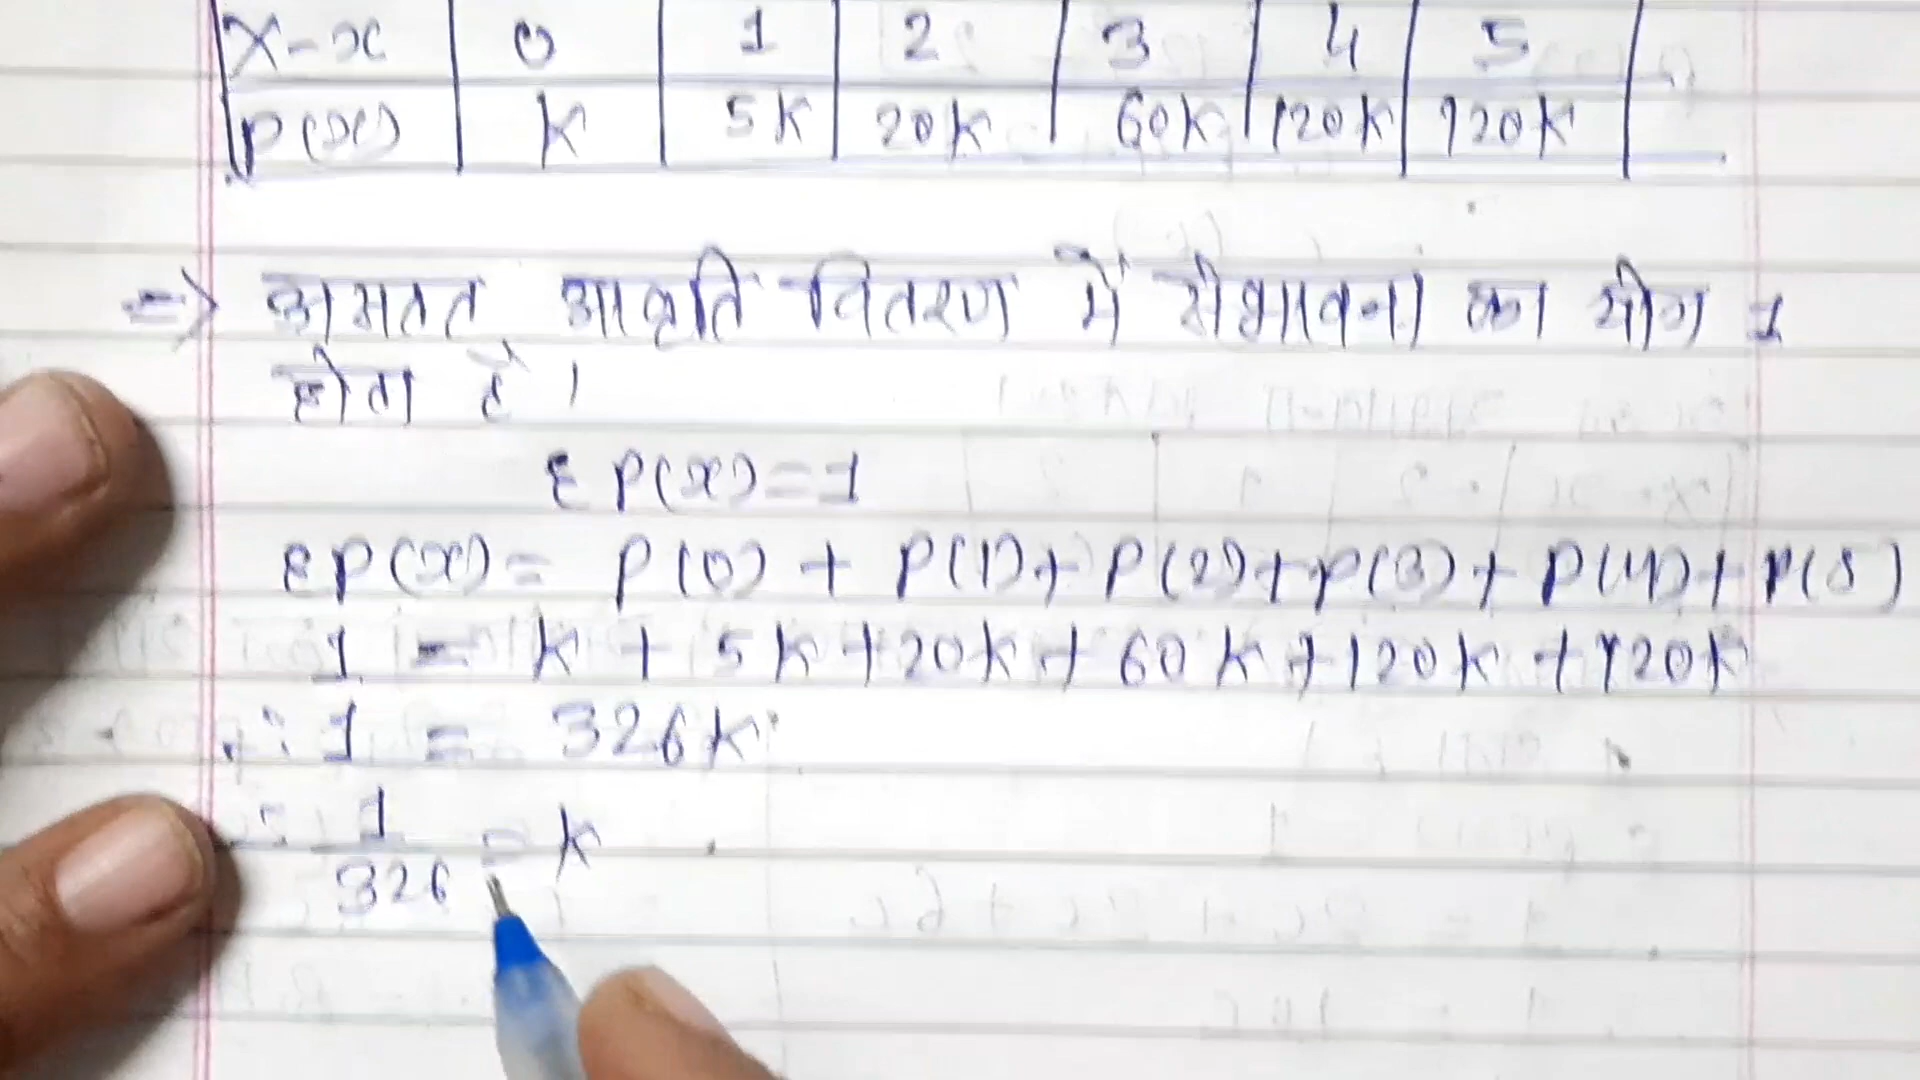 X-x 0 1 2 3 4 5
P(x) k 5k 20k 60k 120k 120k
=> असतत आवृति वितरण में संभावना का योग 1
होता है ।
ΣP(x)=1
ΣP(x)= P(0) + P(1)+ P(2)+P(3)+ P(4)+P(5)
1 = k + 5k+20k+60k+120k+120k
∴ 1 = 326k
∴ 1/326 = k